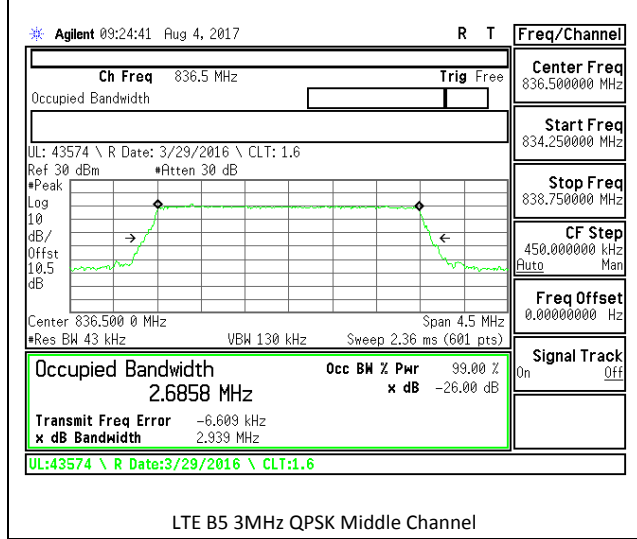 Agilent 09:24:41 Aug 4, 2017 R T
Ch Freq 836.5 MHz Trig Free
Occupied Bandwidth
UL: 43574 \ R Date: 3/29/2016 \ CLT: 1.6
Ref 30 dBm #Atten 30 dB
#Peak
Log
10
dB/
Offst
10.5
dB
Center 836.500 0 MHz Span 4.5 MHz
#Res BW 43 kHz VBW 130 kHz Sweep 2.36 ms (601 pts)
Occupied Bandwidth Occ BW % Pwr 99.00 %
2.6858 MHz x dB -26.00 dB
Transmit Freq Error -6.609 kHz
x dB Bandwidth 2.939 MHz
UL:43574 \ R Date:3/29/2016 \ CLT:1.6
Freq/Channel
Center Freq
836.500000 MHz
Start Freq
834.250000 MHz
Stop Freq
838.750000 MHz
CF Step
450.000000 kHz
Auto Man
Freq Offset
0.00000000 Hz
Signal Track
On Off
LTE B5 3MHz QPSK Middle Channel